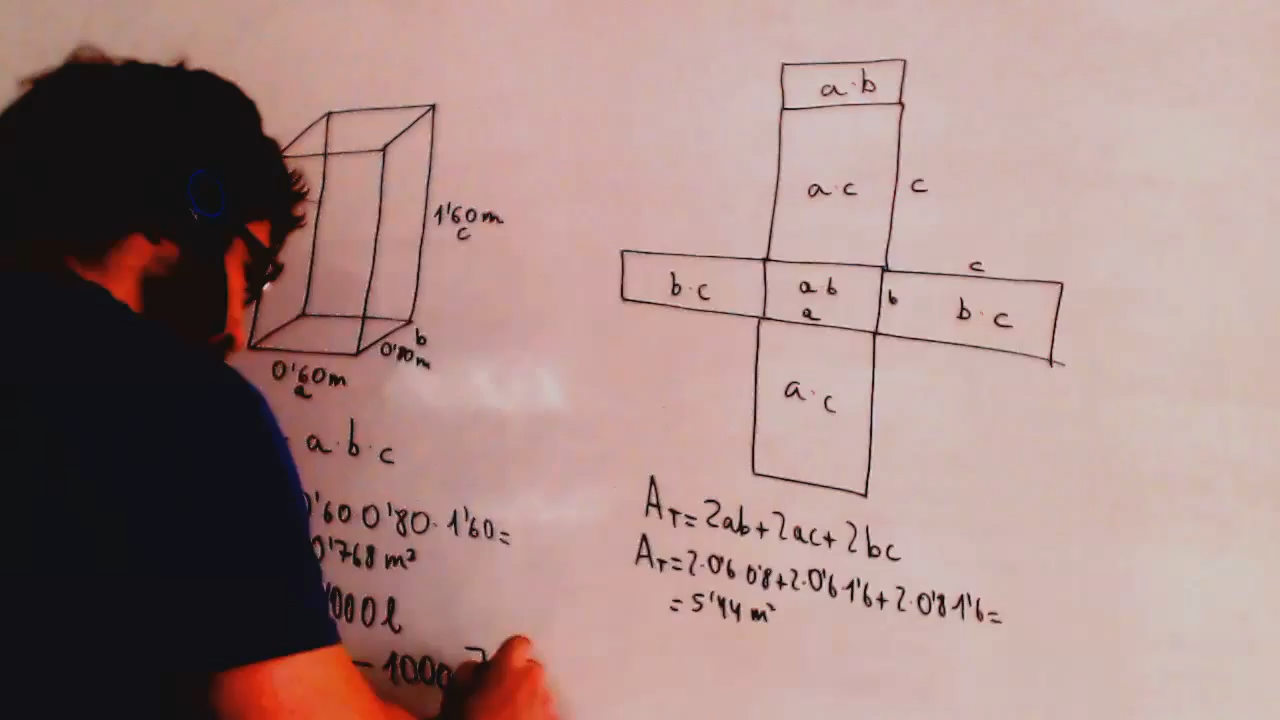 1'60m
c
b
0'80m
0'60m
a
a·b·c
0'60 0'80· 1'60=
0'768 m³
1000l
- 1000
a·b
a·c
c
c
b·c
a·b
a
b
b·c
a·c
A_T=2ab+2ac+2bc
A_T=2·0'6 0'8+2·0'6 1'6+2·0'8 1'6=
=5'44 m²